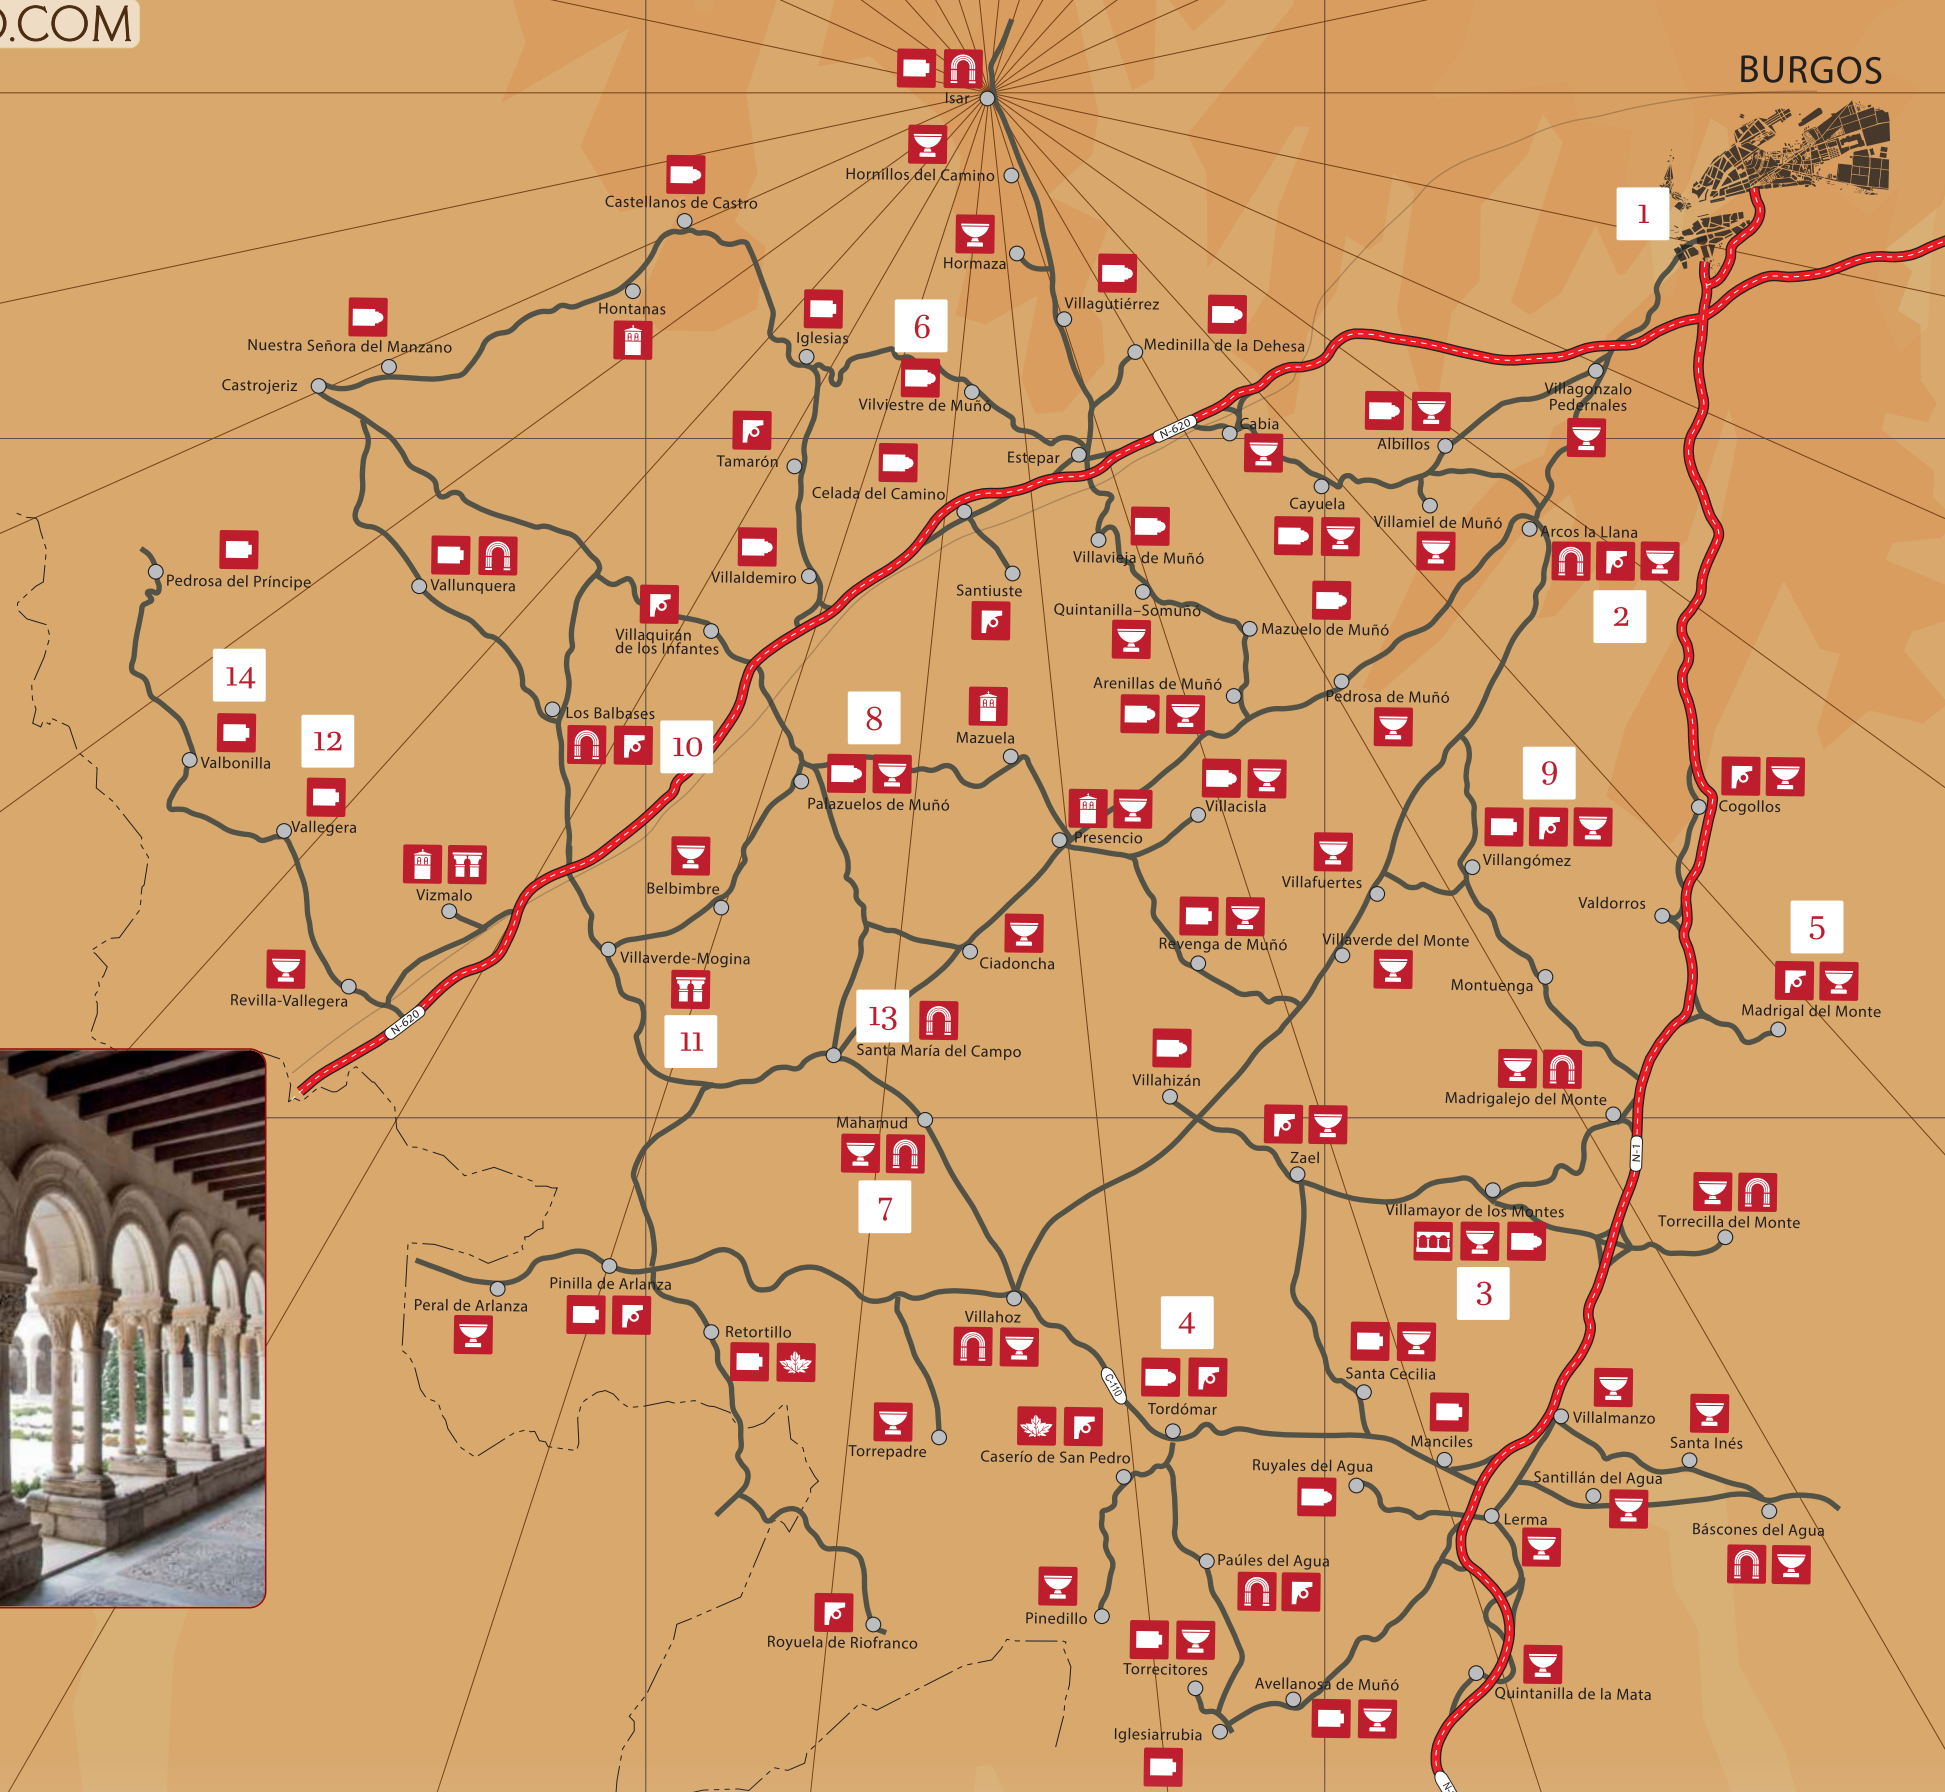 O.COM
BURGOS
Isar
1
Hornillos del Camino
Castellanos de Castro
Hormaza
Villagutiérrez
Hontanas
6
Iglesias
Medinilla de la Dehesa
Nuestra Señora del Manzano
Castrojeriz
Vilviestre de Muñó
Villagonzalo
Pedernales
N-620
Cabia
Albillos
Tamarón
Estepar
Celada del Camino
Cayuela
Villamiel de Muñó
Arcos la Llana
Villavieja de Muñó
Pedrosa del Príncipe
Vallunquera
Villaldemiro
Santiuste
Quintanilla-Somuñó
Mazuelo de Muñó
2
Villaquirán
de los Infantes
14
Arenillas de Muñó
Pedrosa de Muñó
Los Balbases
10
8
Mazuela
12
Valbonilla
9
Palazuelos de Muñó
Villacisla
Cogollos
Vallegera
Presencio
Villangómez
Belbimbre
Vizmalo
Villafuertes
Valdorros
5
Revenga de Muñó
Villaverde del Monte
Villaverde-Mogina
Ciadoncha
Montuenga
Revilla-Vallegera
N-620
13
11
Madrigal del Monte
Santa María del Campo
Villahizán
Madrigalejo del Monte
Mahamud
N-1
Zael
7
Villamayor de los Montes
Torrecilla del Monte
3
Pinilla de Arlanza
Peral de Arlanza
Villahoz
4
Retortillo
C-110
Santa Cecilia
Tordómar
Villalmanzo
Torrepadre
Caserío de San Pedro
Manciles
Santa Inés
Ruyales del Agua
Santillán del Agua
Lerma
Báscones del Agua
Paúles del Agua
Pinedillo
Royuela de Riofranco
Torrecitores
Avellanosa de Muñó
Quintanilla de la Mata
Iglesiarrubia